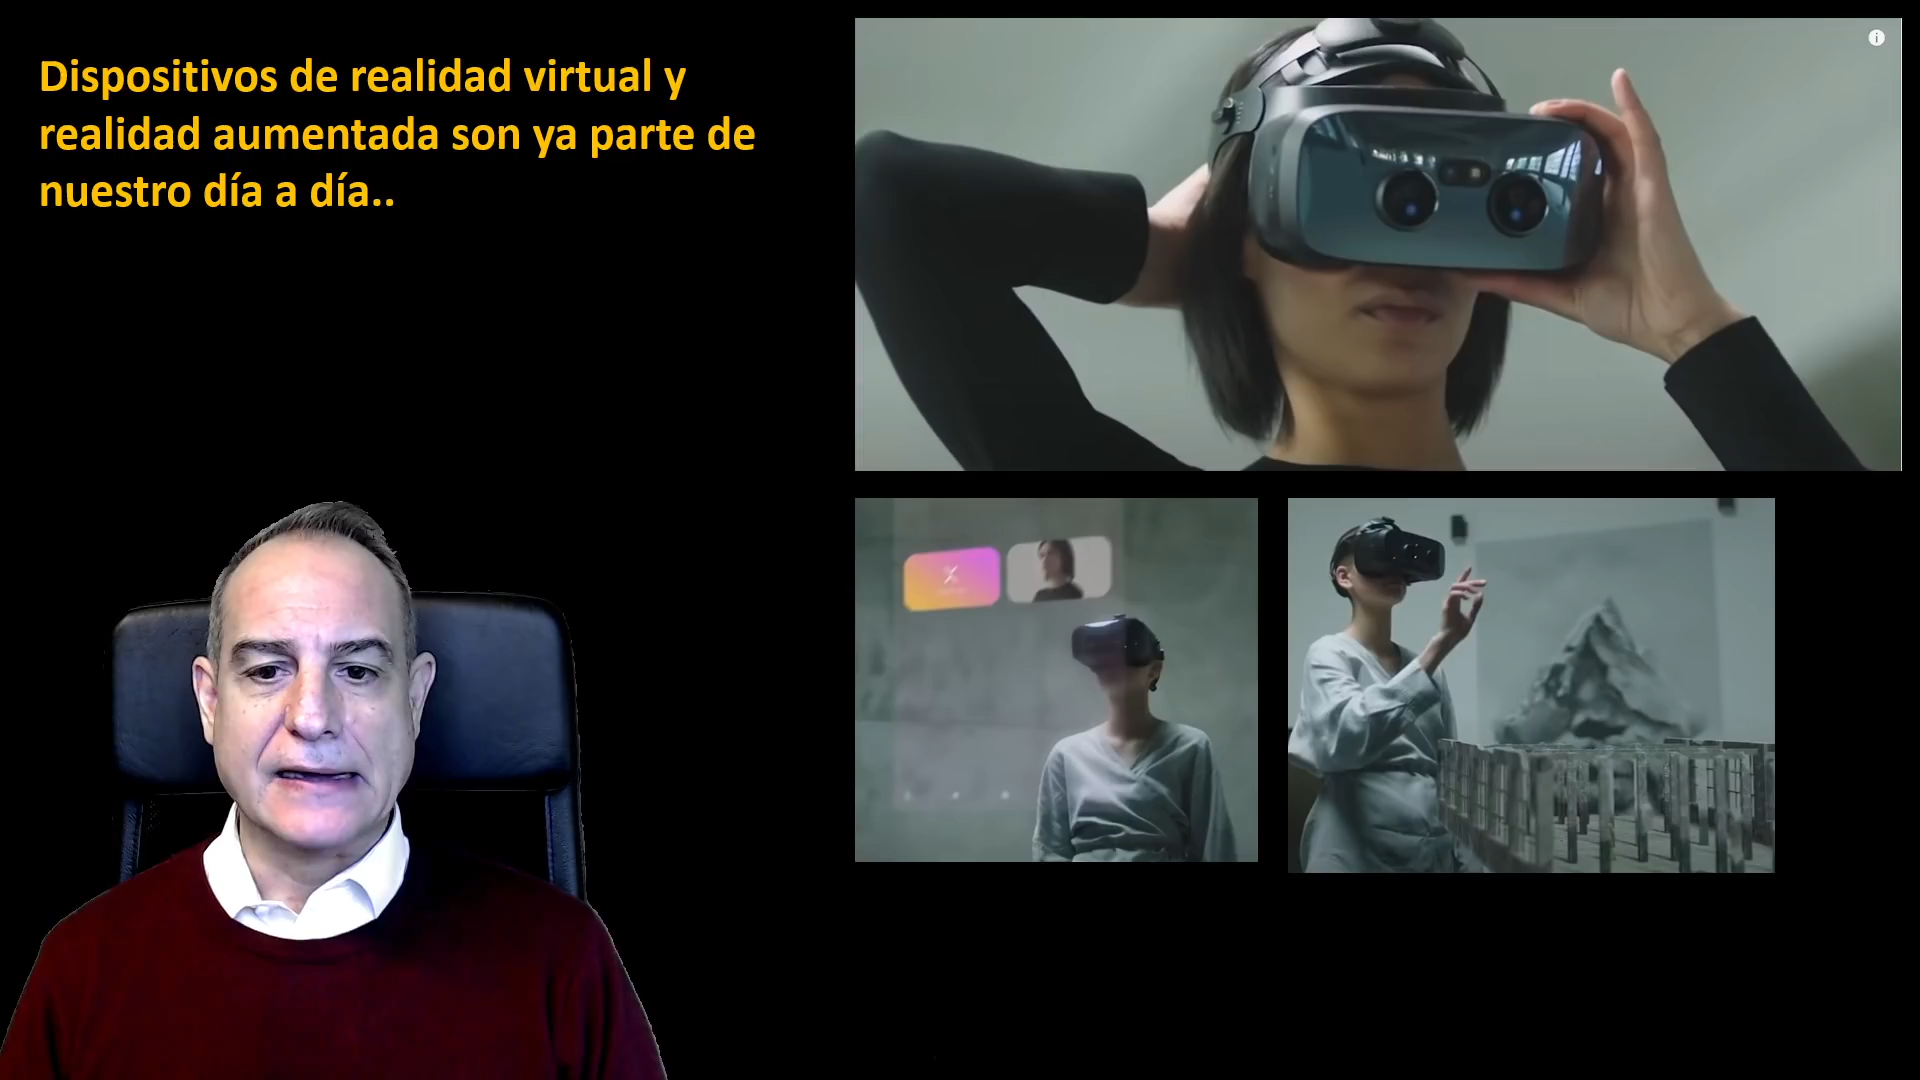 Dispositivos de realidad virtual y
realidad aumentada son ya parte de
nuestro día a día..